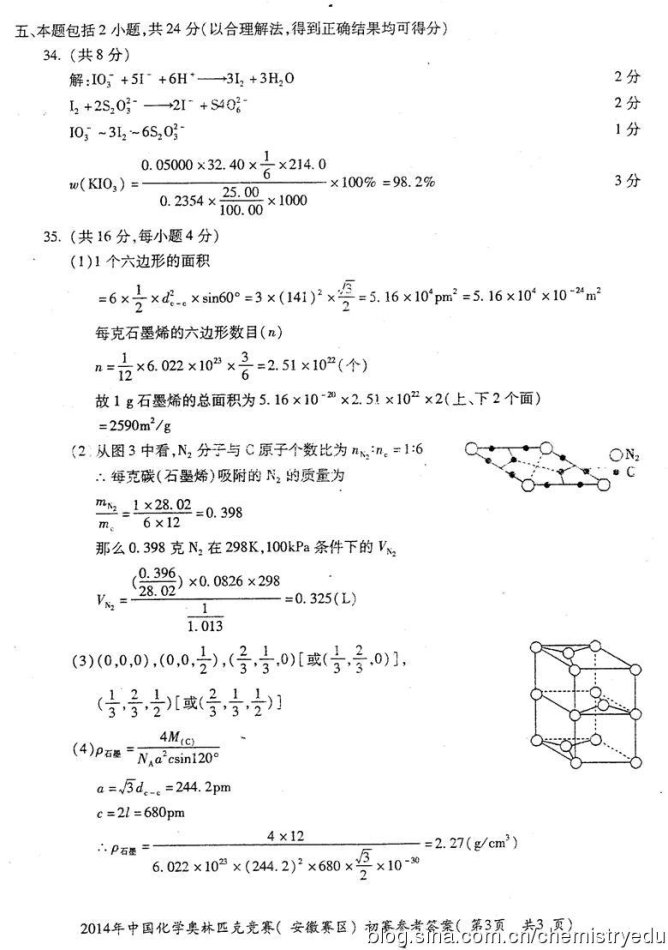 五、本题包括2小题,共24分(以合理解法,得到正确结果均可得分)
34. (共8分)
解:IO₃⁻ + 5I⁻ + 6H⁺ ⟶ 3I₂ + 3H₂O 2分
I₂ + 2S₂O₃²⁻ ⟶ 2I⁻ + S4O₆²⁻ 2分
IO₃⁻ ~ 3I₂ ~ 6S₂O₃²⁻ 1分
w(KIO₃) = (0.05000 × 32.40 × 1/6 × 214.0) / (0.2354 × 25.00/100.00 × 1000) × 100% = 98.2% 3分
35. (共16分,每小题4分)
(1)1个六边形的面积
= 6 × 1/2 × d²c-c × sin60° = 3 × (141)² × √3/2 = 5.16 × 10⁴pm² = 5.16 × 10⁴ × 10⁻²⁴m²
每克石墨烯的六边形数目(n)
n = 1/12 × 6.022 × 10²³ × 3/6 = 2.51 × 10²²(个)
故1 g石墨烯的总面积为5.16 × 10⁻²⁰ × 2.51 × 10²² × 2(上、下2个面)
= 2590m²/g
(2 从图3中看,N₂分子与C原子个数比为 n_N₂:n_c = 1:6
○N₂
● C
∴每克碳(石墨烯)吸附的N₂的质量为
m_N₂/m_c = (1 × 28.02)/(6 × 12) = 0.398
那么0.398克N₂在298K,100kPa条件下的V_N₂
V_N₂ = ((0.396/28.02) × 0.0826 × 298) / (1/1.013) = 0.325(L)
(3)(0,0,0),(0,0,1/2),(2/3,1/3,0)[或(1/3,2/3,0)],
(1/3,2/3,1/2)[或(2/3,1/3,1/2)]
(4)ρ石墨 = 4M(C) / (N_A a²csin120°)
a = √3d_c-c = 244.2pm
c = 2l = 680pm
∴ρ石墨 = (4 × 12) / (6.022 × 10²³ × (244.2)² × 680 × √3/2 × 10⁻³⁰) = 2.27(g/cm³)
2014年中国化学奥林匹克竞赛( 安徽赛区) 初赛参考答案( 第3页 共3 页)
blog.sina.com.cn/chemistryedu